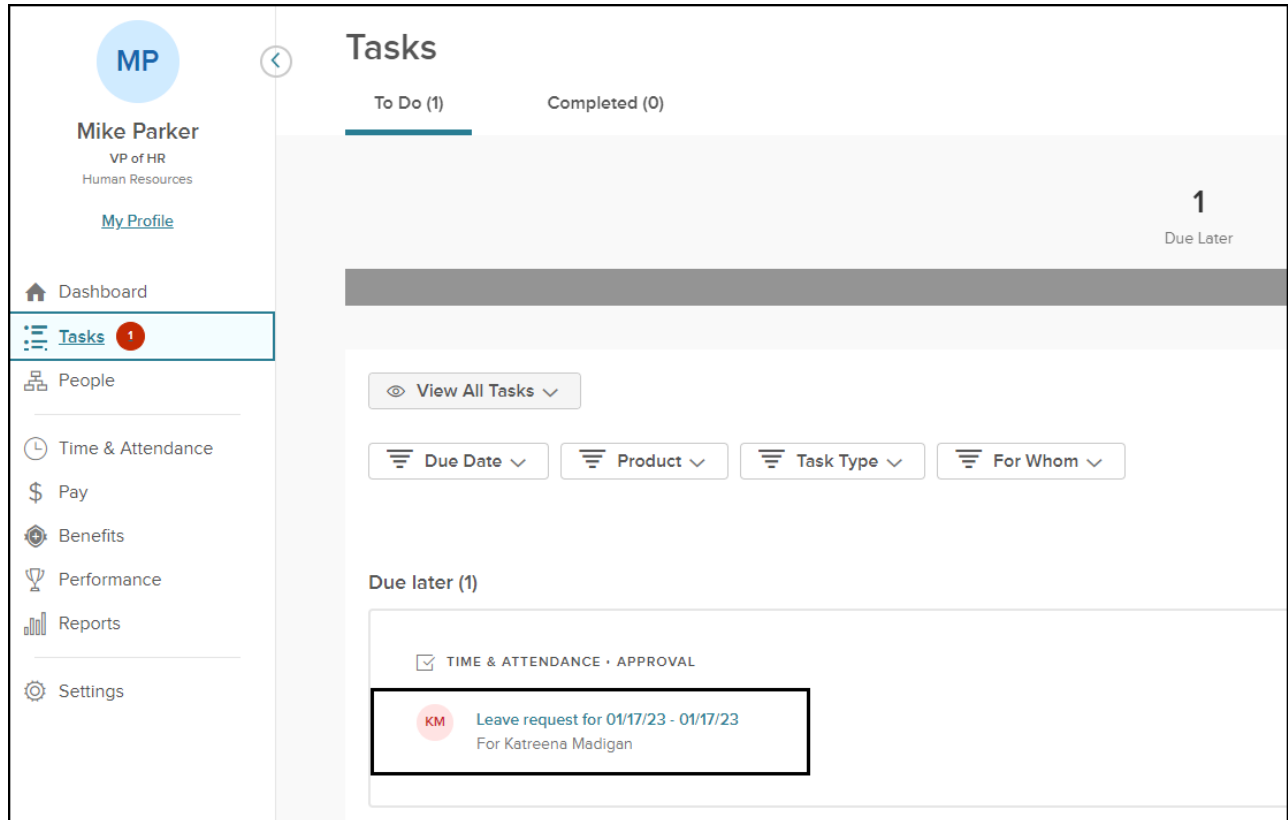 MP
Mike Parker
VP of HR
Human Resources
My Profile
Dashboard
Tasks 1
People
Time & Attendance
$ Pay
Benefits
Performance
Reports
Settings
Tasks
To Do (1) Completed (0)
1
Due Later
View All Tasks
Due Date Product Task Type For Whom
Due later (1)
TIME & ATTENDANCE • APPROVAL
KM Leave request for 01/17/23 - 01/17/23
For Katreena Madigan